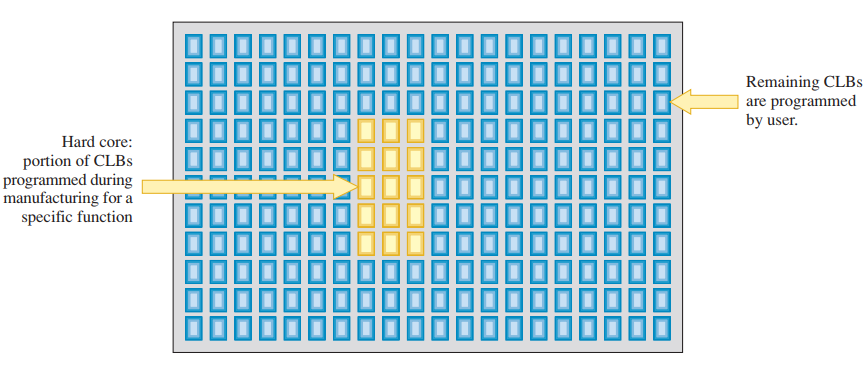 Hard core:
portion of CLBs
programmed during
manufacturing for a
specific function
Remaining CLBs
are programmed
by user.